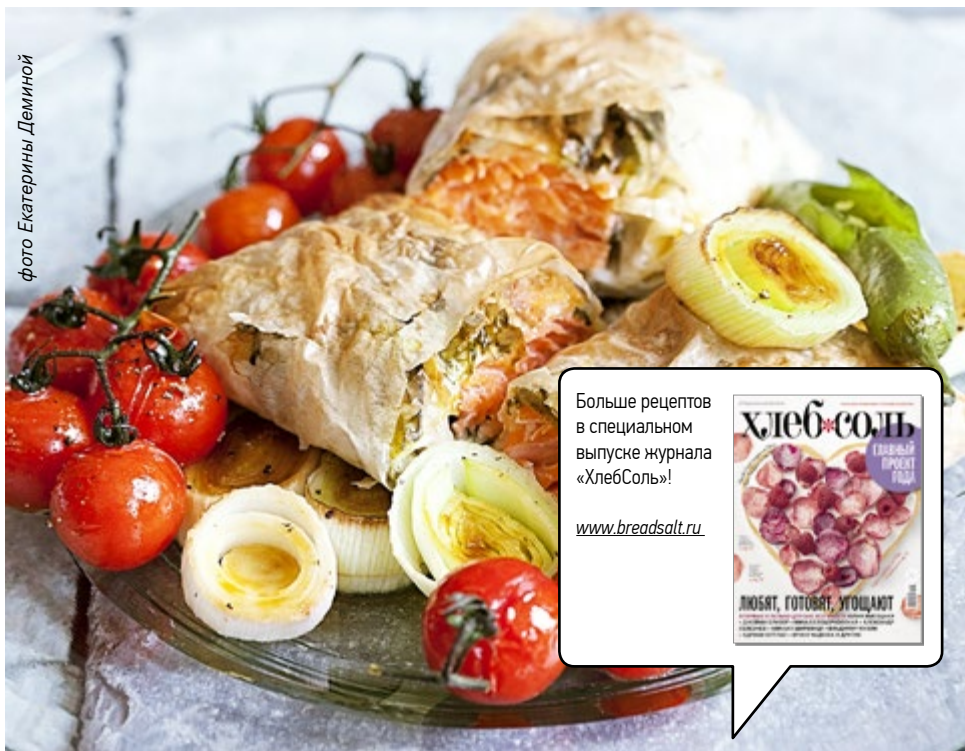 фото Екатерины Деминой
Больше рецептов
в специальном
выпуске журнала
«ХлебСоль»!
www.breadsalt.ru
хлеб*соль
ГЛАВНЫЙ
ПРОЕКТ
ГОДА
ЛЮБЯТ, ГОТОВЯТ, УГОЩАЮТ